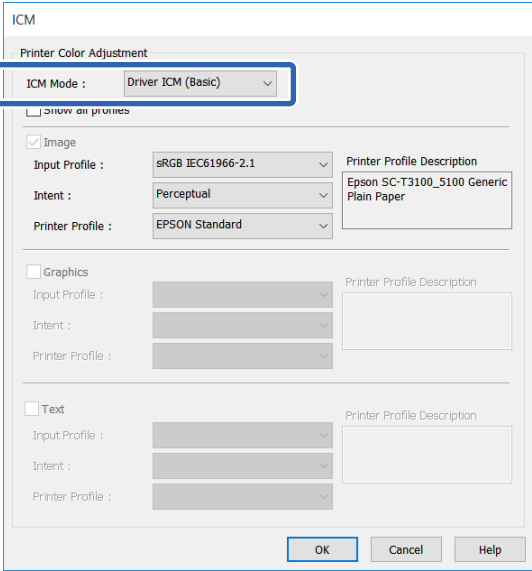 ICM
Printer Color Adjustment
ICM Mode : Driver ICM (Basic)
Show all profiles
Image
Input Profile : sRGB IEC61966-2.1 Printer Profile Description
Intent : Perceptual Epson SC-T3100_5100 Generic
Plain Paper
Printer Profile : EPSON Standard
Graphics
Input Profile : Printer Profile Description
Intent :
Printer Profile :
Text
Input Profile : Printer Profile Description
Intent :
Printer Profile :
OK Cancel Help